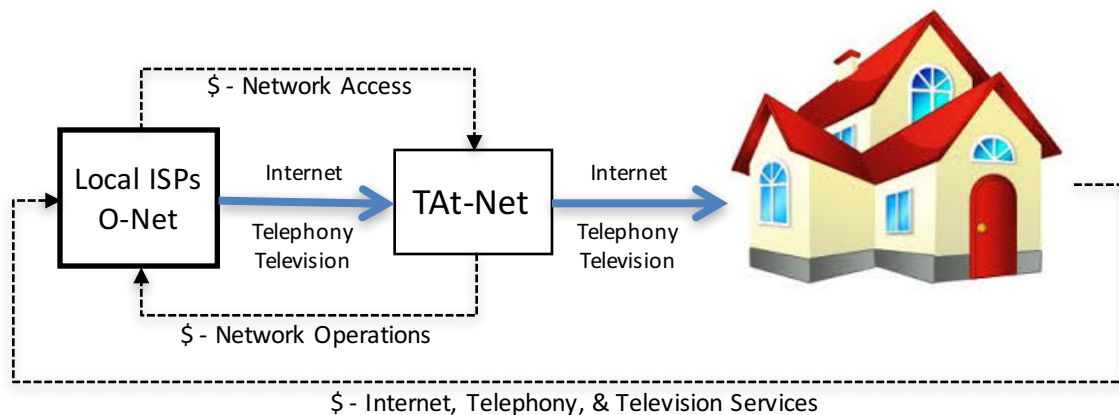 $ - Network Access
Local ISPs
O-Net
Internet
Telephony
Television
TAt-Net
Internet
Telephony
Television
$ - Network Operations
$ - Internet, Telephony, & Television Services